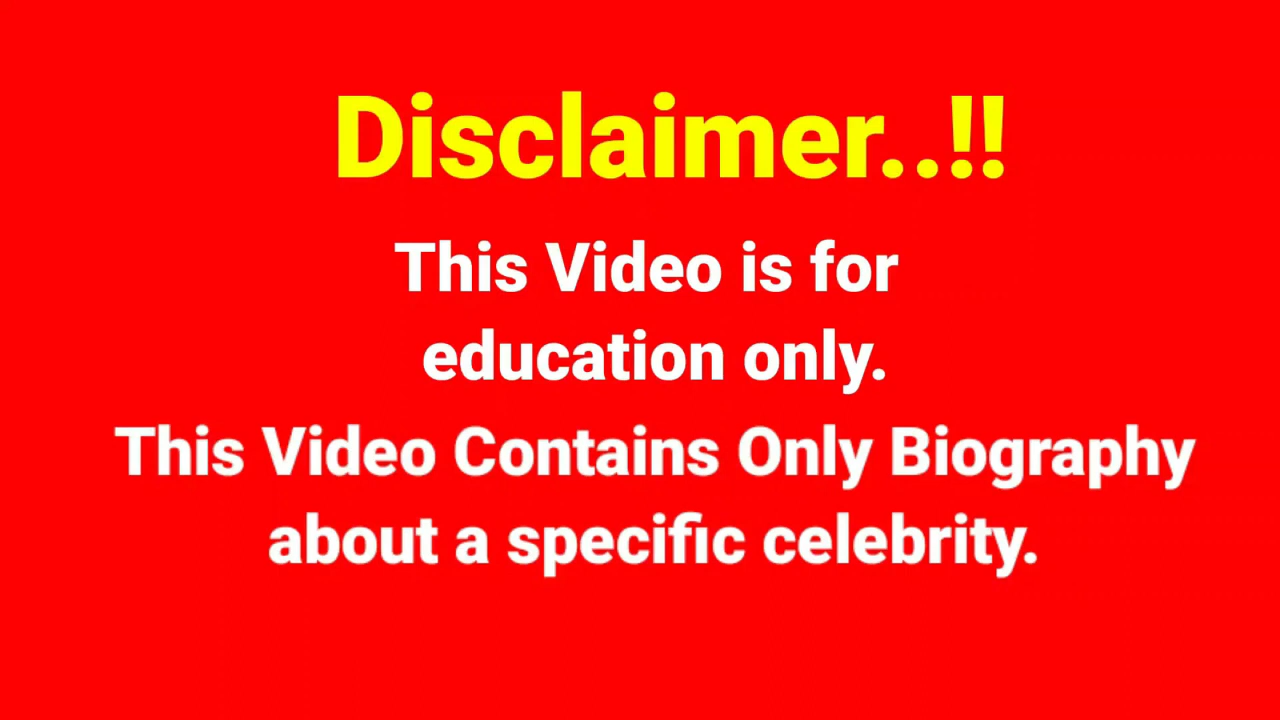 Disclaimer..!!
This Video is for
education only.
This Video Contains Only Biography
about a specific celebrity.